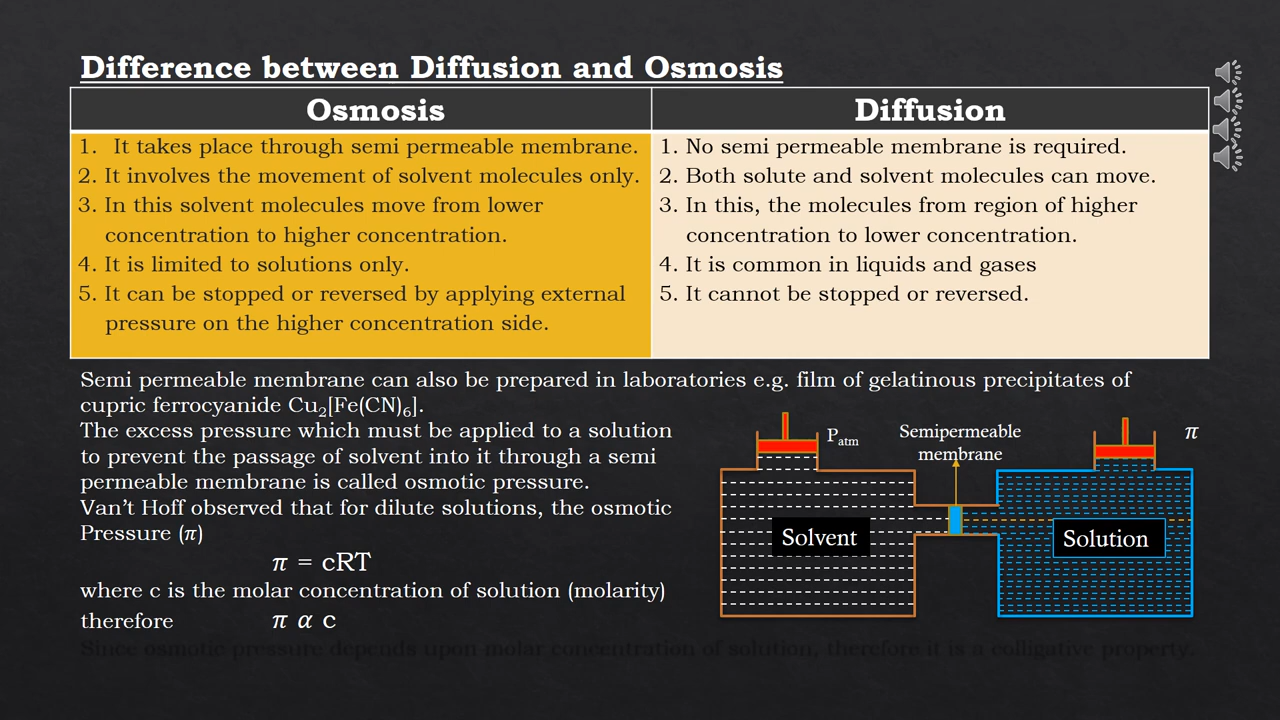 Difference between Diffusion and Osmosis
Osmosis
Diffusion
1. It takes place through semi permeable membrane.
2. It involves the movement of solvent molecules only.
3. In this solvent molecules move from lower
concentration to higher concentration.
4. It is limited to solutions only.
5. It can be stopped or reversed by applying external
pressure on the higher concentration side.
1. No semi permeable membrane is required.
2. Both solute and solvent molecules can move.
3. In this, the molecules from region of higher
concentration to lower concentration.
4. It is common in liquids and gases
5. It cannot be stopped or reversed.
Semi permeable membrane can also be prepared in laboratories e.g. film of gelatinous precipitates of
cupric ferrocyanide Cu₂[Fe(CN)₆].
The excess pressure which must be applied to a solution
to prevent the passage of solvent into it through a semi
permeable membrane is called osmotic pressure.
Van't Hoff observed that for dilute solutions, the osmotic
Pressure (π)
π = cRT
where c is the molar concentration of solution (molarity)
therefore π α c
Since osmotic pressure depends upon molar concentration of solution, therefore it is a colligative property.
P atm
Semipermeable
membrane
π
Solvent
Solution